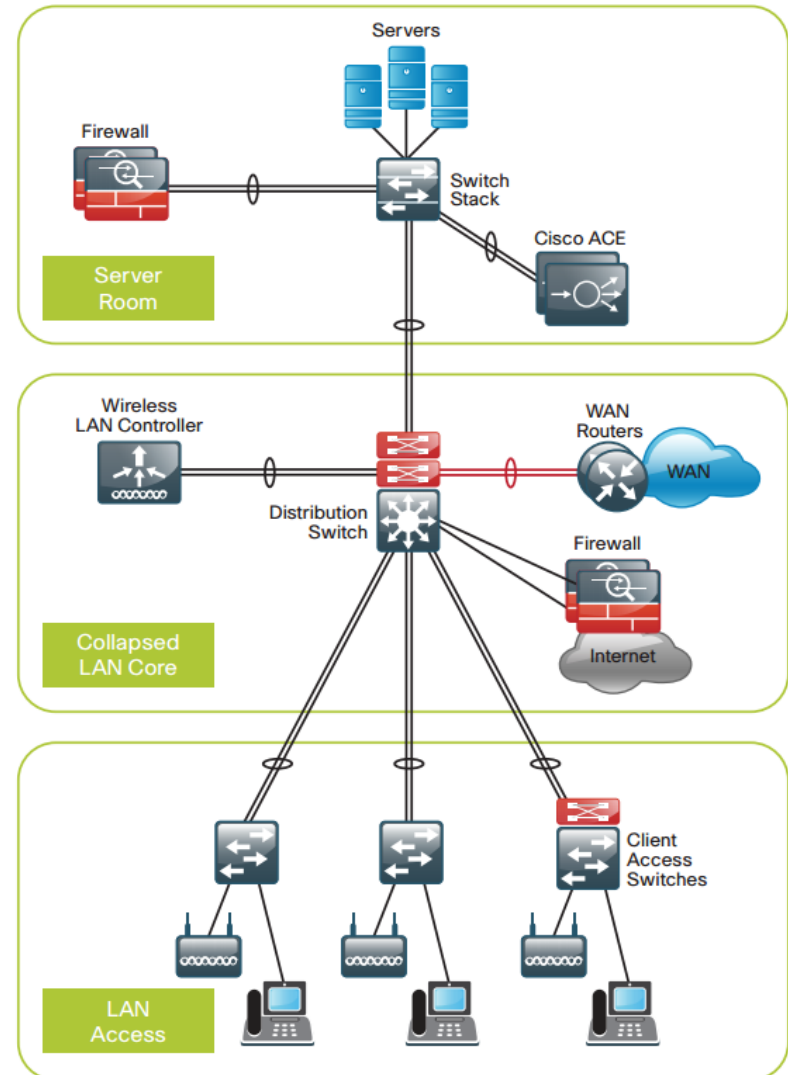 Servers
Firewall
Switch
Stack
Cisco ACE
Server
Room
Wireless
LAN Controller
WAN
Routers
WAN
Distribution
Switch
Firewall
Internet
Collapsed
LAN Core
Client
Access
Switches
LAN
Access